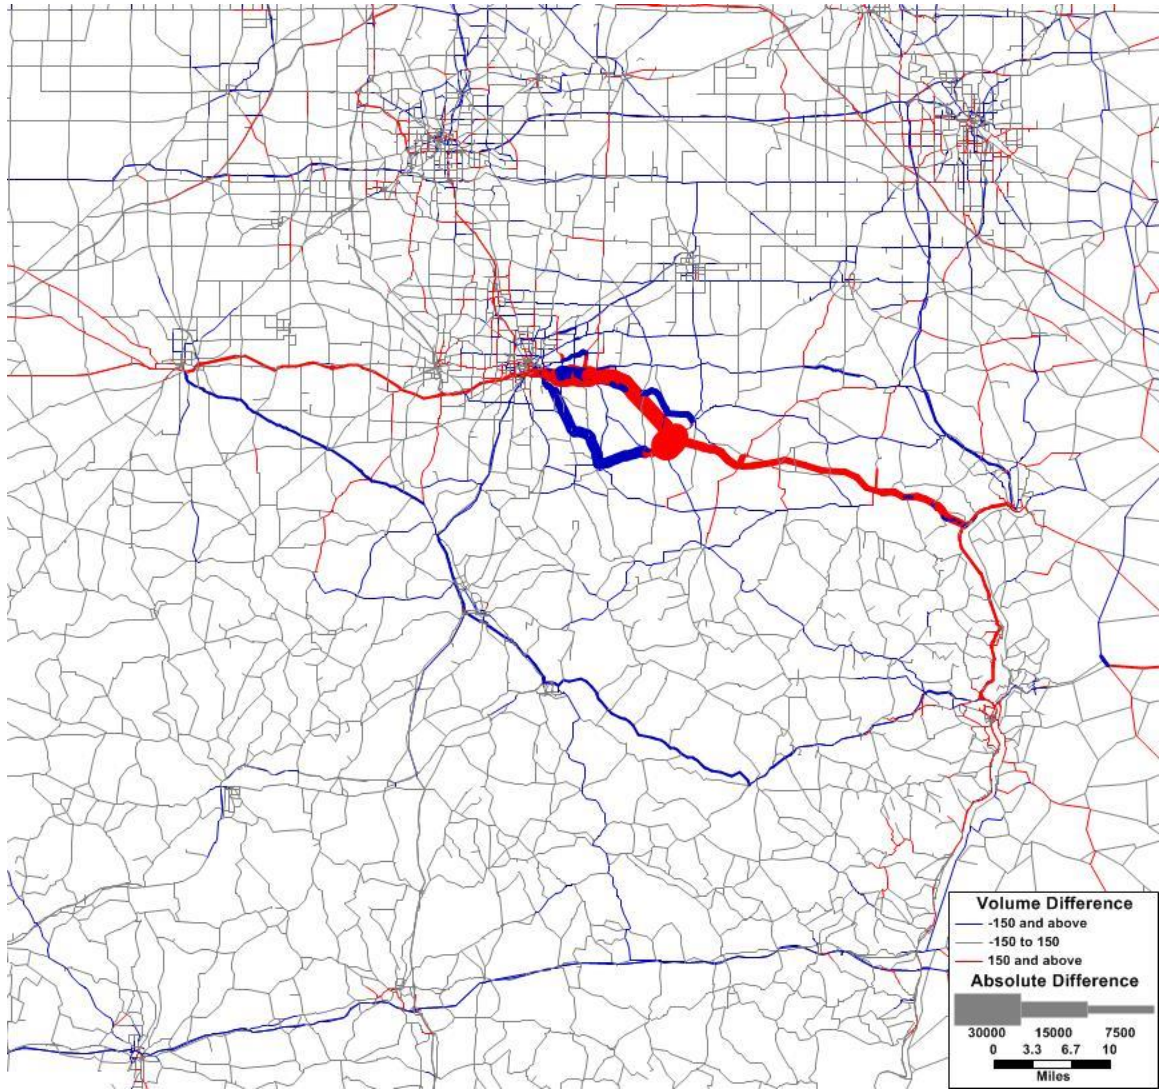 Volume Difference
-150 and above
-150 to 150
150 and above
Absolute Difference
30000 15000 7500
0 3.3 6.7 10
Miles